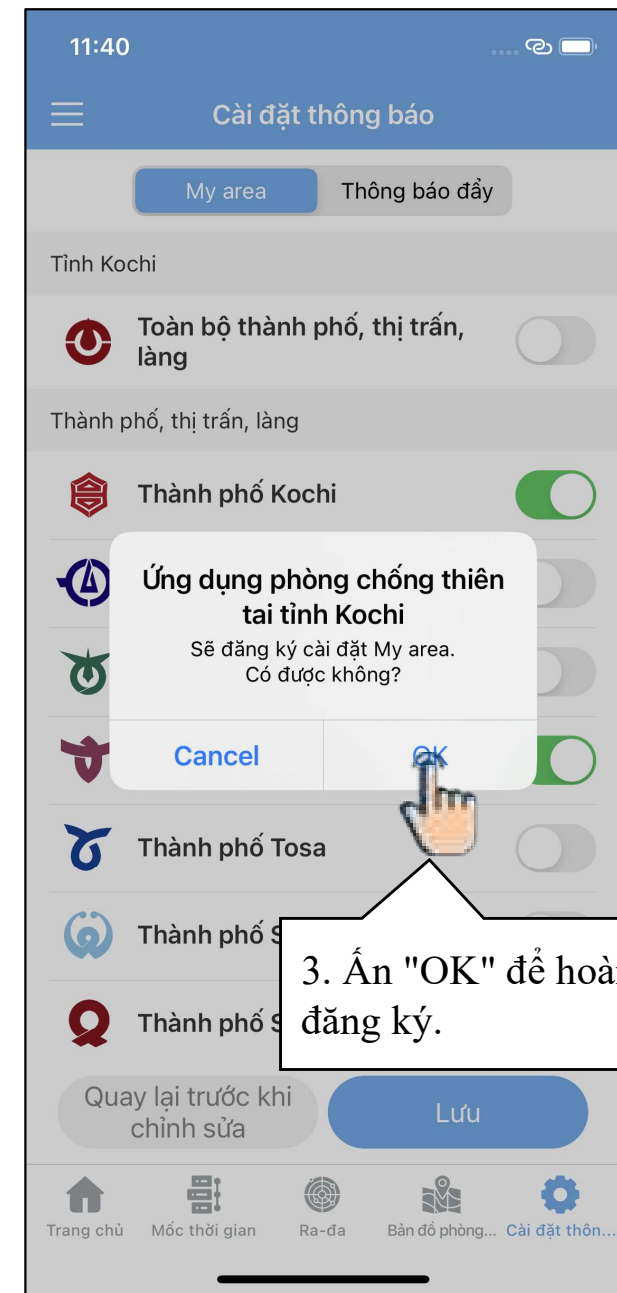 11:40
Cài đặt thông báo
My area
Thông báo đẩy
Tỉnh Kochi
Toàn bộ thành phố, thị trấn,
làng
Thành phố, thị trấn, làng
Thành phố Kochi
Ứng dụng phòng chống thiên
tai tỉnh Kochi
Sẽ đăng ký cài đặt My area.
Có được không?
Cancel
OK
Thành phố Tosa
Thành phố S
3. Ấn "OK" để hoàn
đăng ký.
Thành phố S
Quay lại trước khi
chỉnh sửa
Lưu
Trang chủ
Mốc thời gian
Ra-đa
Bản đồ phòng...
Cài đặt thôn...